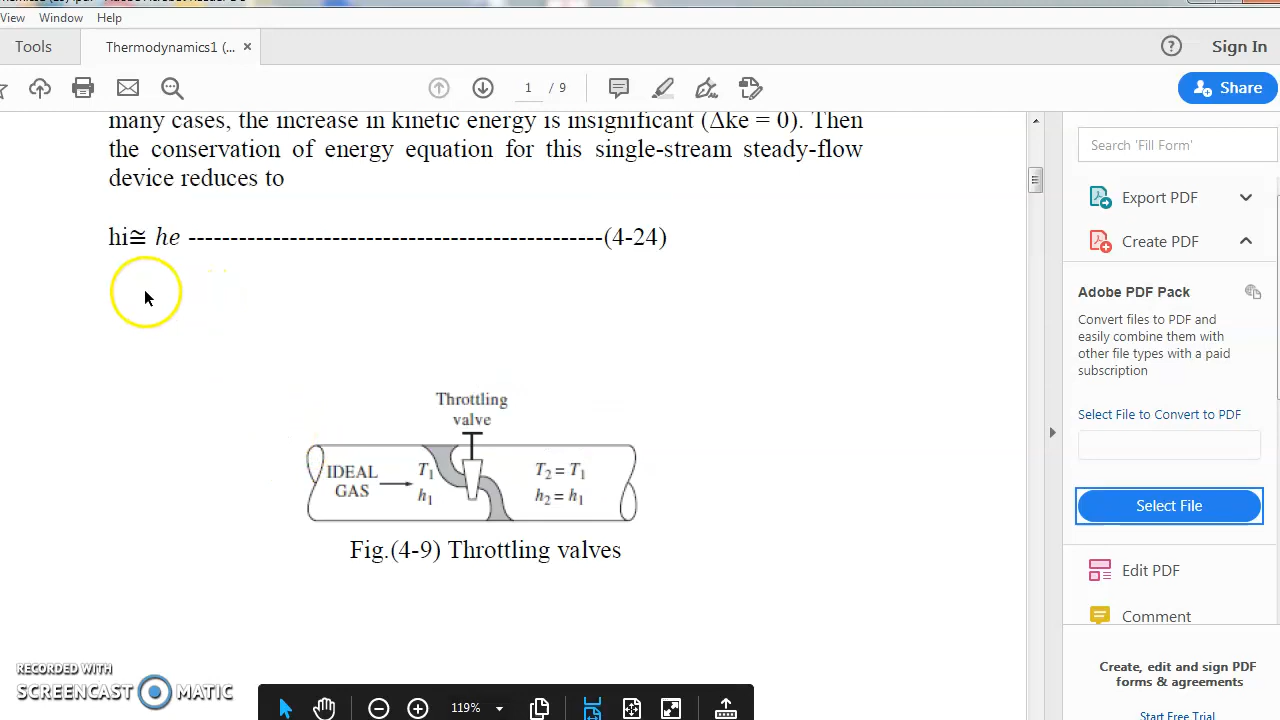 View Window Help
Tools Thermodynamics1 (... × Sign In
1 / 9 Share
many cases, the increase in kinetic energy is insignificant (Δke = 0). Then
the conservation of energy equation for this single-stream steady-flow
device reduces to
hi≅ he -------------------------------------------------(4-24)
Throttling
valve
IDEAL
GAS
T1
h1
T2 = T1
h2 = h1
Fig.(4-9) Throttling valves
Search 'Fill Form'
Export PDF
Create PDF
Adobe PDF Pack
Convert files to PDF and
easily combine them with
other file types with a paid
subscription
Select File to Convert to PDF
Select File
Edit PDF
Comment
Create, edit and sign PDF
forms & agreements
Start Free Trial
RECORDED WITH
SCREENCAST MATIC
119%